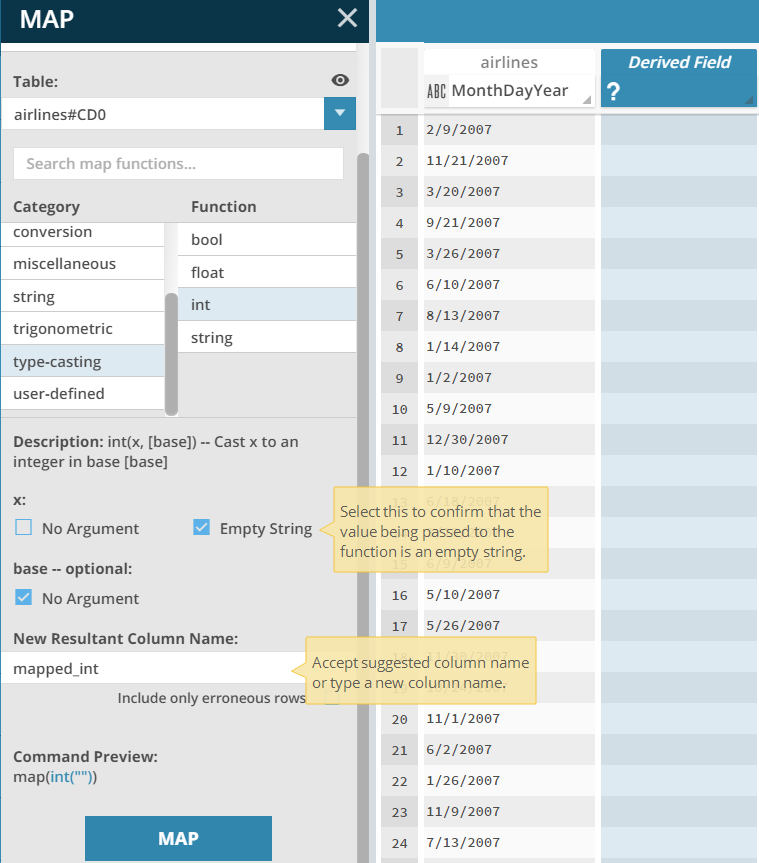 MAP
Table:
airlines#CD0
Search map functions...
Category
Function
conversion
miscellaneous
string
trigonometric
type-casting
user-defined
bool
float
int
string
Description: int(x, [base]) -- Cast x to an
integer in base [base]
x:
No Argument
Empty String
Select this to confirm that the
value being passed to the
function is an empty string.
base -- optional:
No Argument
New Resultant Column Name:
mapped_int
Accept suggested column name
or type a new column name.
Include only erroneous rows
Command Preview:
map(int(""))
MAP
airlines
ABC MonthDayYear
Derived Field
?
1 2/9/2007
2 11/21/2007
3 3/20/2007
4 9/21/2007
5 3/26/2007
6 6/10/2007
7 8/13/2007
8 1/14/2007
9 1/2/2007
10 5/9/2007
11 12/30/2007
12 1/10/2007
13 6/18/2007
15 6/9/2007
16 5/10/2007
17 5/26/2007
18 11/30/2007
20 11/1/2007
21 6/2/2007
22 1/26/2007
23 11/9/2007
24 7/13/2007